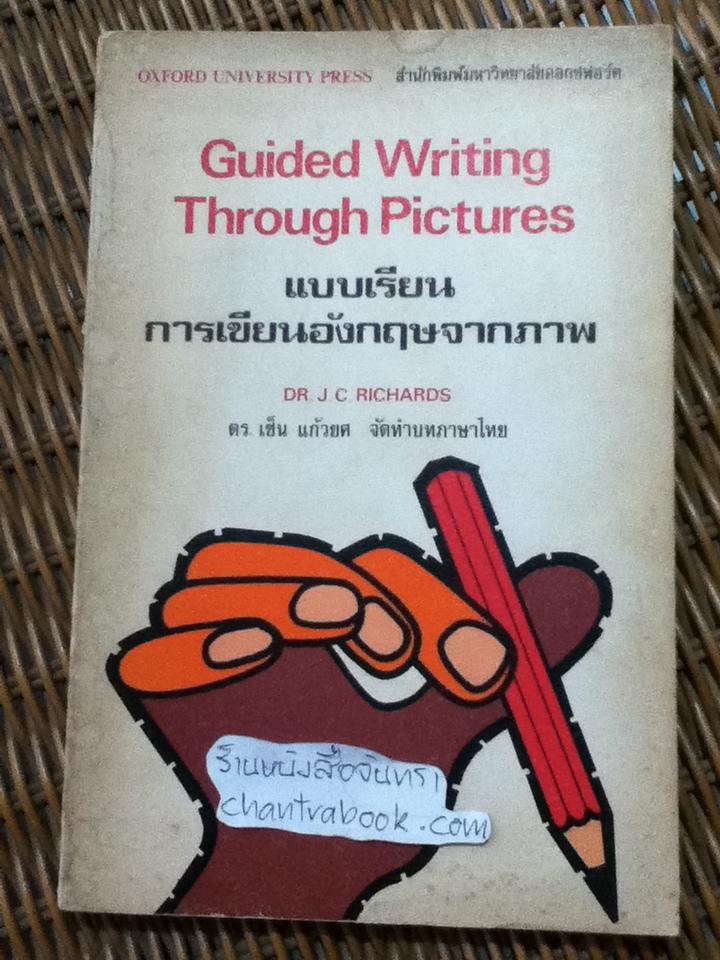 OXFORD UNIVERSITY PRESS สำนักพิมพ์มหาวิทยาลัยออกซฟอร์ด
Guided Writing
Through Pictures
แบบเรียน
การเขียนอังกฤษจากภาพ
DR. J. C. RICHARDS
ดร. เช็น แก้วยศ จัดทำบทภาษาไทย
ร้านหนังสือจันทรา
chantrabook.com